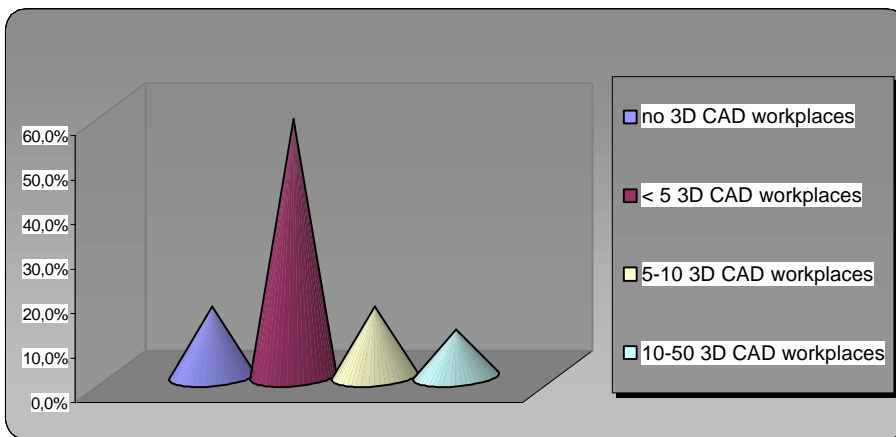 60,0%
50,0%
40,0%
30,0%
20,0%
10,0%
0,0%
no 3D CAD workplaces
< 5 3D CAD workplaces
5-10 3D CAD workplaces
10-50 3D CAD workplaces